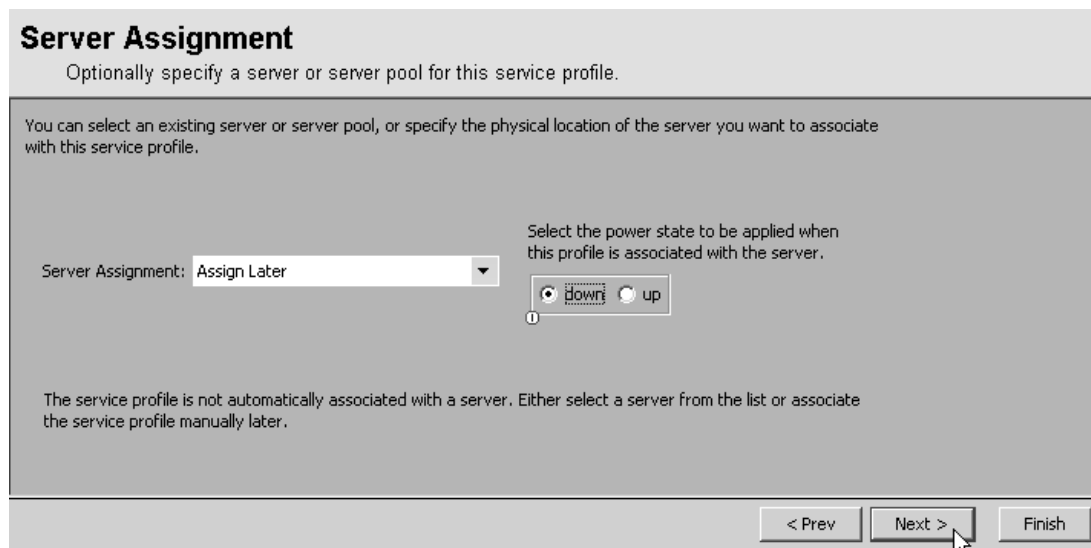 Server Assignment
Optionally specify a server or server pool for this service profile.
You can select an existing server or server pool, or specify the physical location of the server you want to associate
with this service profile.
Select the power state to be applied when
this profile is associated with the server.
Server Assignment: Assign Later
down up
The service profile is not automatically associated with a server. Either select a server from the list or associate
the service profile manually later.
< Prev Next > Finish